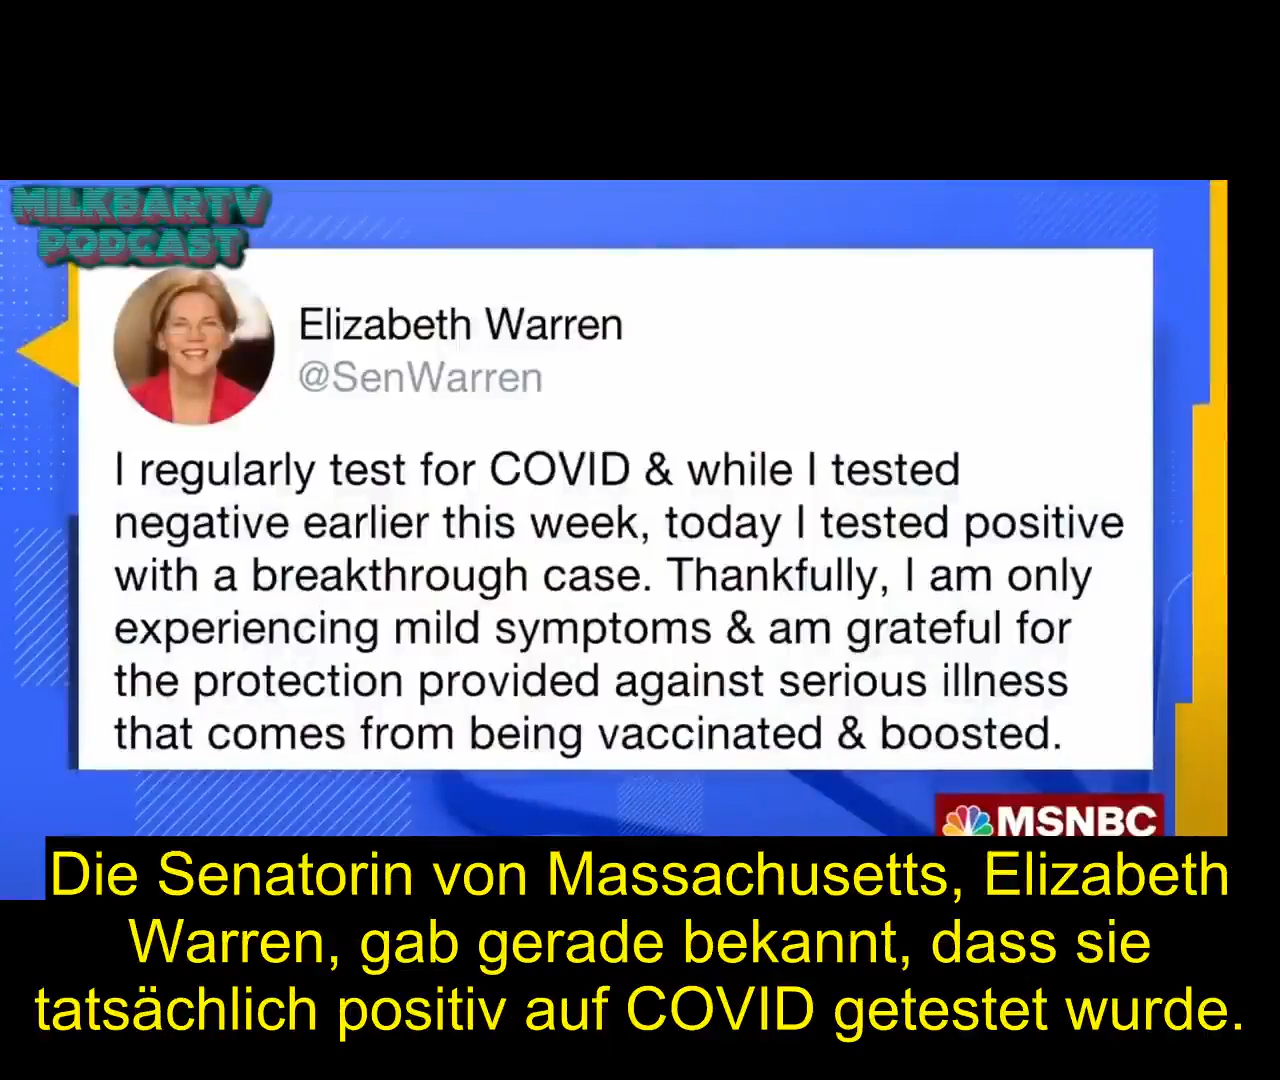 MILKBARTV
PODCAST
Elizabeth Warren
@SenWarren
I regularly test for COVID & while I tested
negative earlier this week, today I tested positive
with a breakthrough case. Thankfully, I am only
experiencing mild symptoms & am grateful for
the protection provided against serious illness
that comes from being vaccinated & boosted.
MSNBC
Die Senatorin von Massachusetts, Elizabeth
Warren, gab gerade bekannt, dass sie
tatsächlich positiv auf COVID getestet wurde.